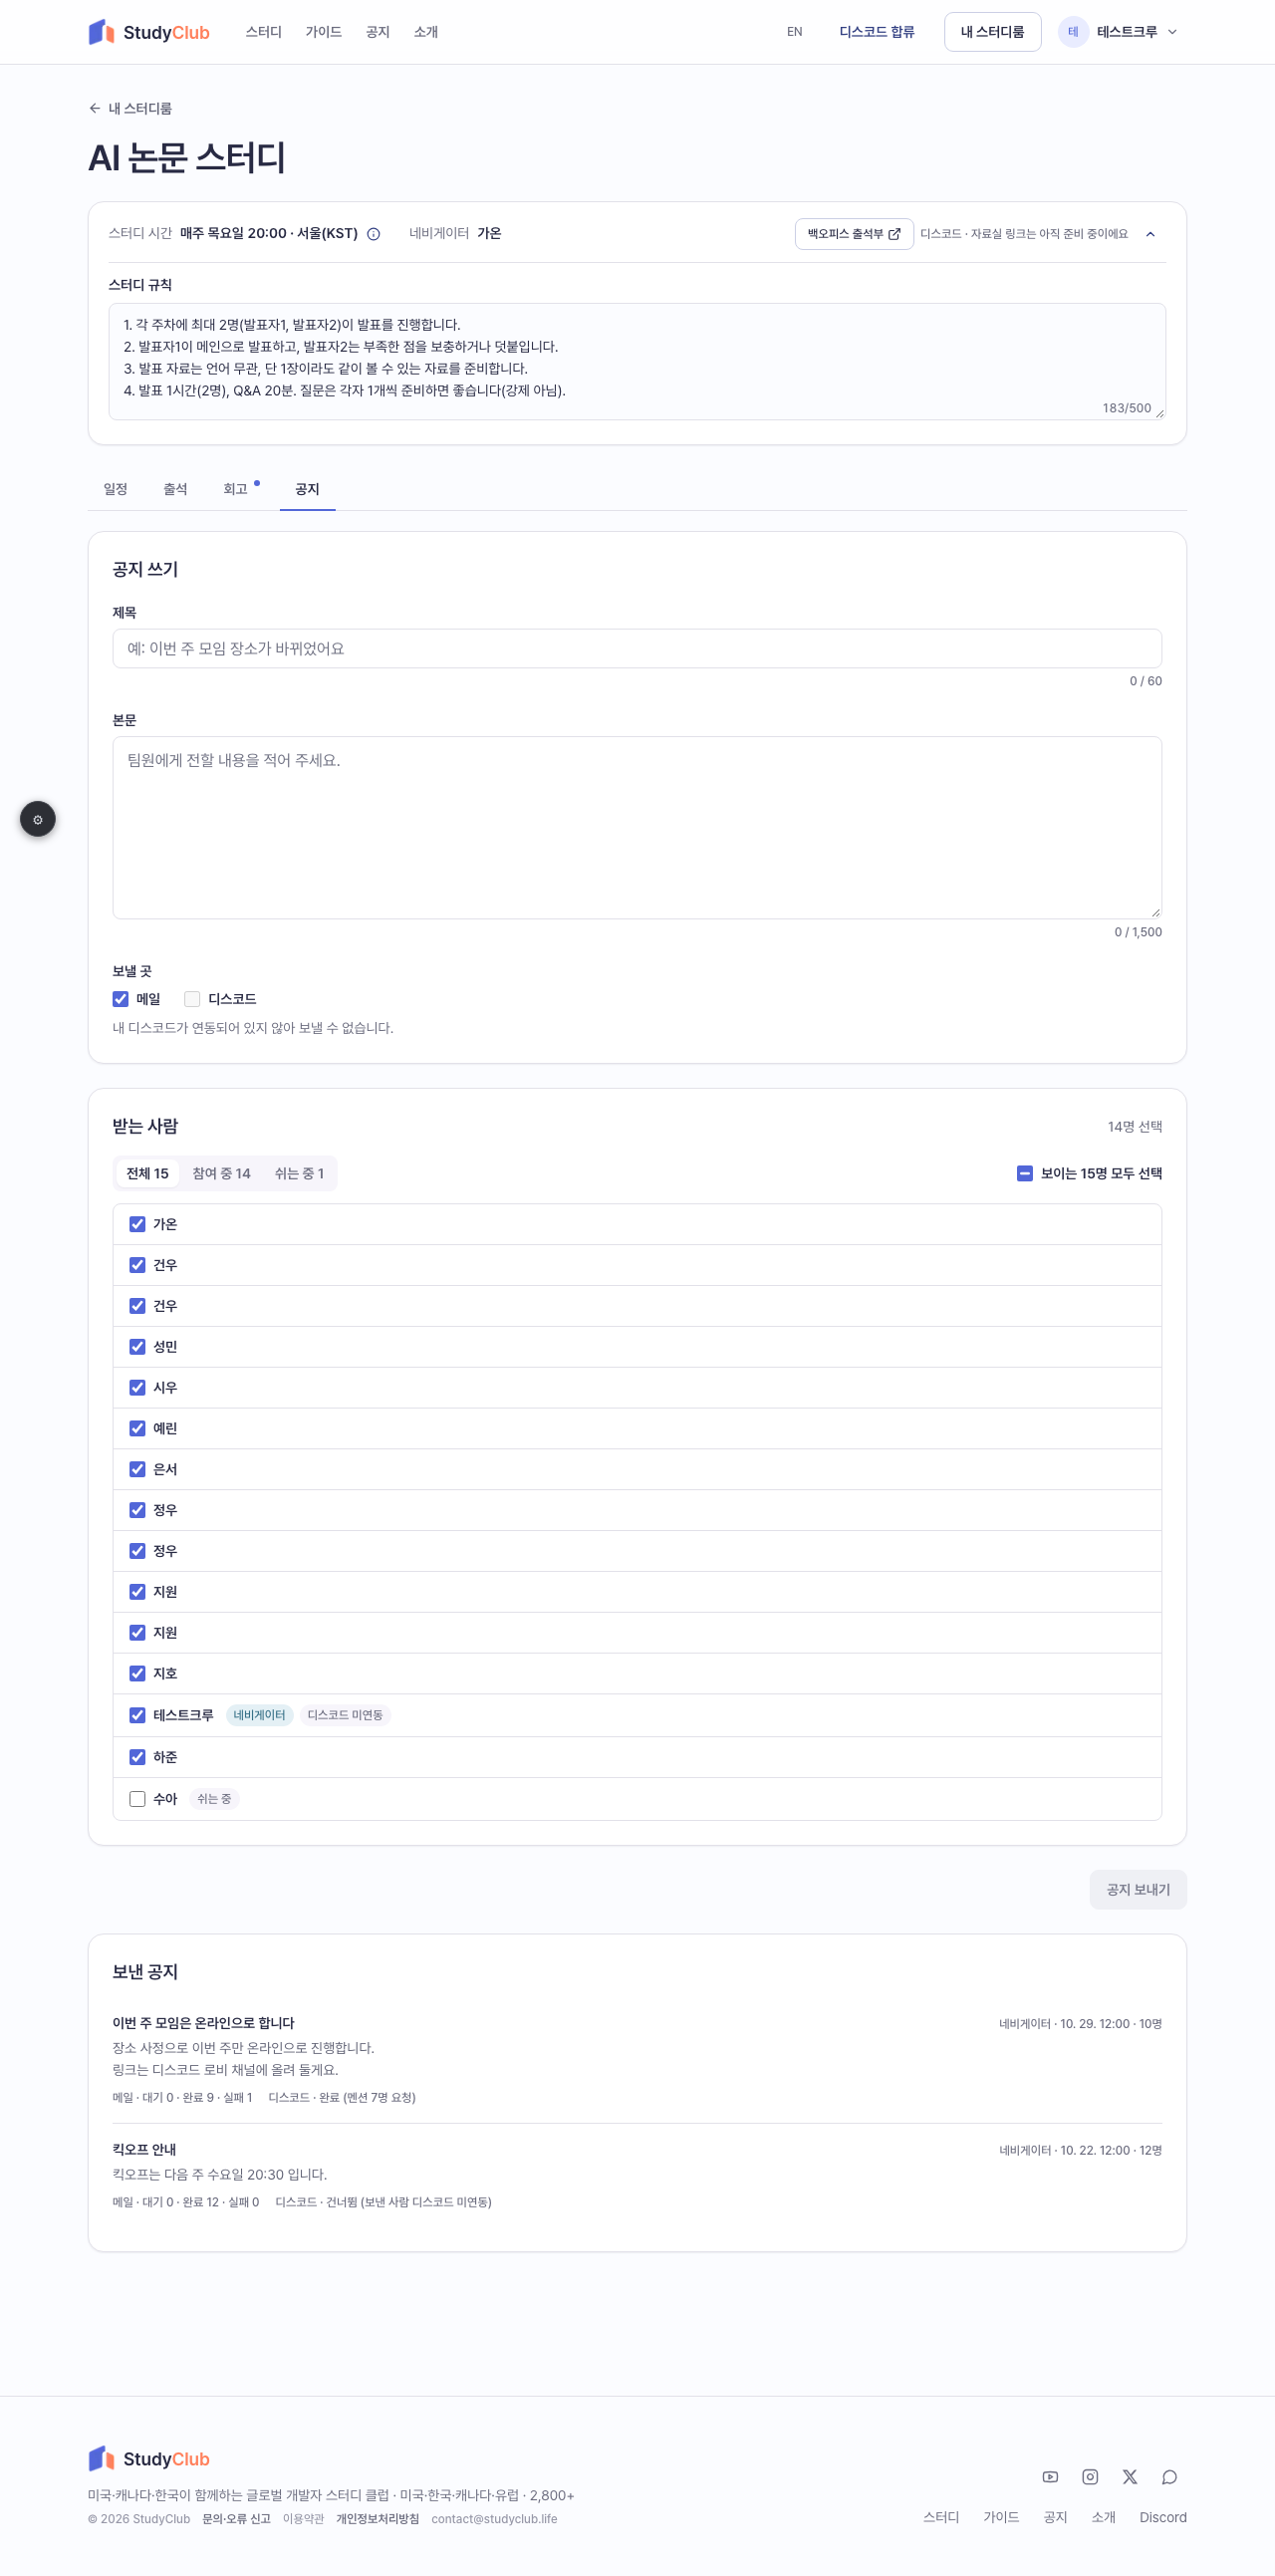 StudyClub
스터디
가이드
공지
소개
EN
디스코드 합류
내 스터디룸
테
테스트크루
내 스터디룸
AI 논문 스터디
스터디 시간 매주 목요일 20:00 · 서울(KST)
네비게이터 가온
백오피스 출석부
디스코드 · 자료실 링크는 아직 준비 중이에요
스터디 규칙
1. 각 주차에 최대 2명(발표자1, 발표자2)이 발표를 진행합니다.
2. 발표자1이 메인으로 발표하고, 발표자2는 부족한 점을 보충하거나 덧붙입니다.
3. 발표 자료는 언어 무관, 단 1장이라도 같이 볼 수 있는 자료를 준비합니다.
4. 발표 1시간(2명), Q&A 20분. 질문은 각자 1개씩 준비하면 좋습니다(강제 아님).
183/500
일정
출석
회고
공지
공지 쓰기
제목
예: 이번 주 모임 장소가 바뀌었어요
0 / 60
본문
팀원에게 전할 내용을 적어 주세요.
0 / 1,500
보낼 곳
메일
디스코드
내 디스코드가 연동되어 있지 않아 보낼 수 없습니다.
받는 사람
14명 선택
전체 15
참여 중 14
쉬는 중 1
보이는 15명 모두 선택
가온
건우
건우
성민
시우
예린
은서
정우
정우
지원
지원
지호
테스트크루 네비게이터 디스코드 미연동
하준
수아 쉬는 중
공지 보내기
보낸 공지
이번 주 모임은 온라인으로 합니다
네비게이터 · 10. 29. 12:00 · 10명
장소 사정으로 이번 주만 온라인으로 진행합니다.
링크는 디스코드 로비 채널에 올려 둘게요.
메일 · 대기 0 · 완료 9 · 실패 1 디스코드 · 완료 (멘션 7명 요청)
킥오프 안내
네비게이터 · 10. 22. 12:00 · 12명
킥오프는 다음 주 수요일 20:30 입니다.
메일 · 대기 0 · 완료 12 · 실패 0 디스코드 · 건너뜀 (보낸 사람 디스코드 미연동)
StudyClub
미국·캐나다·한국이 함께하는 글로벌 개발자 스터디 클럽 · 미국·한국·캐나다·유럽 · 2,800+
© 2026 StudyClub 문의·오류 신고 이용약관 개인정보처리방침 contact@studyclub.life
스터디
가이드
공지
소개
Discord